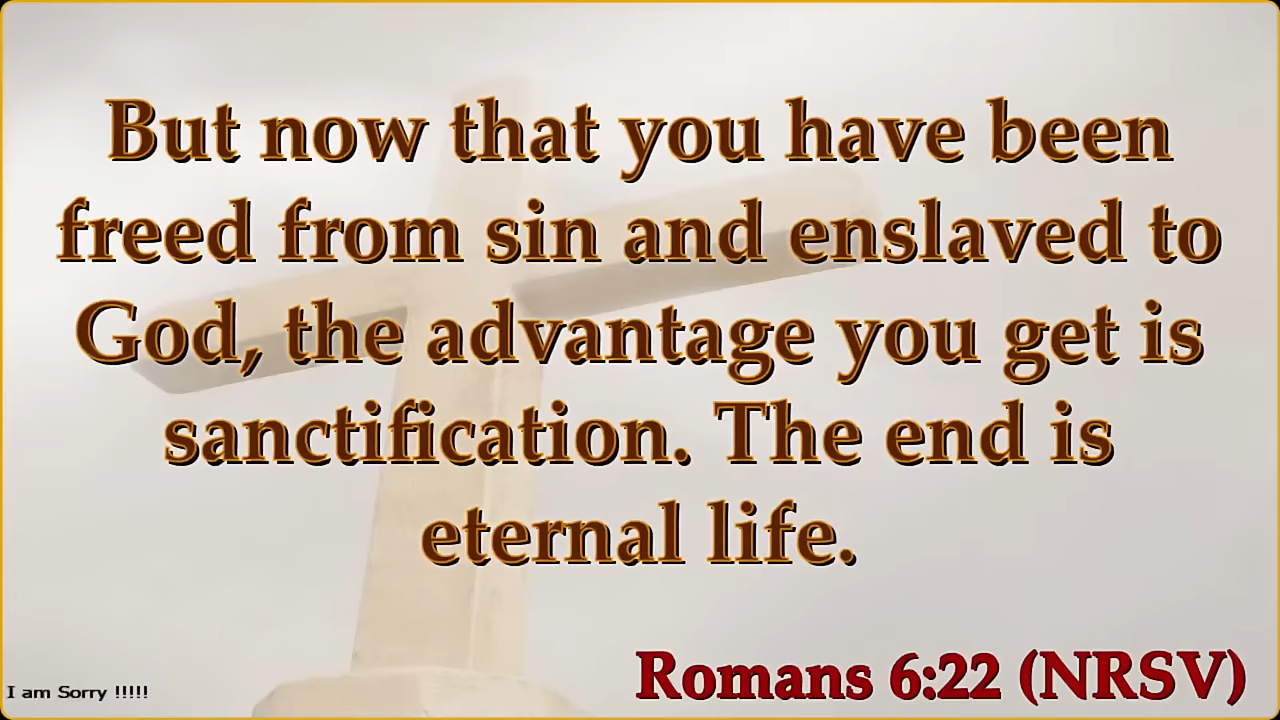 But now that you have been
freed from sin and enslaved to
God, the advantage you get is
sanctification. The end is
eternal life.
Romans 6:22 (NRSV)
I am Sorry !!!!!